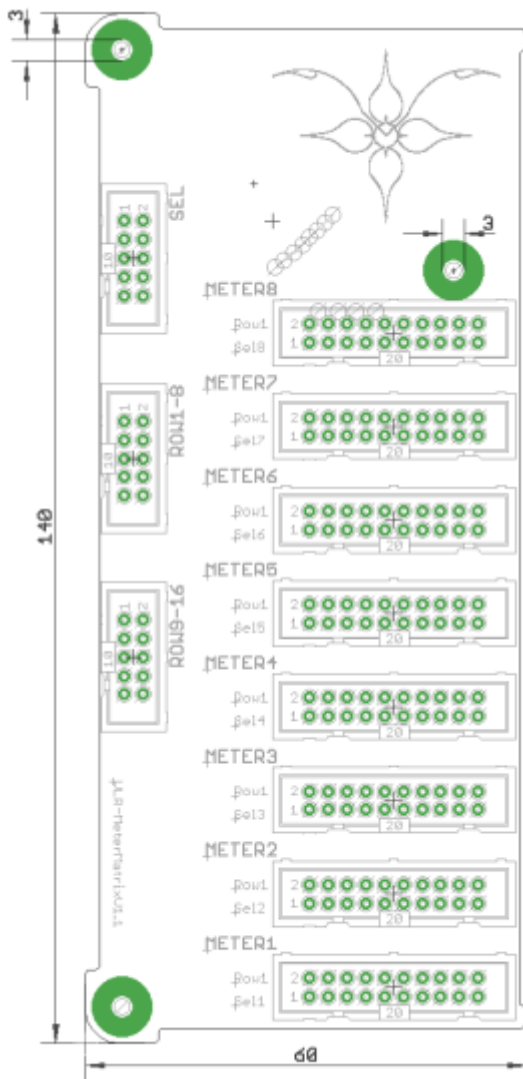 3
3
140
60
SEL
1 2
10
ROW1-8
1 2
10
ROW9-16
1 2
10
METER8
Row1 2
Sel8 1
20
METER7
Row1 2
Sel7 1
20
METER6
Row1 2
Sel6 1
20
METER5
Row1 2
Sel5 1
20
METER4
Row1 2
Sel4 1
20
METER3
Row1 2
Sel3 1
20
METER2
Row1 2
Sel2 1
20
METER1
Row1 2
Sel1 1
20